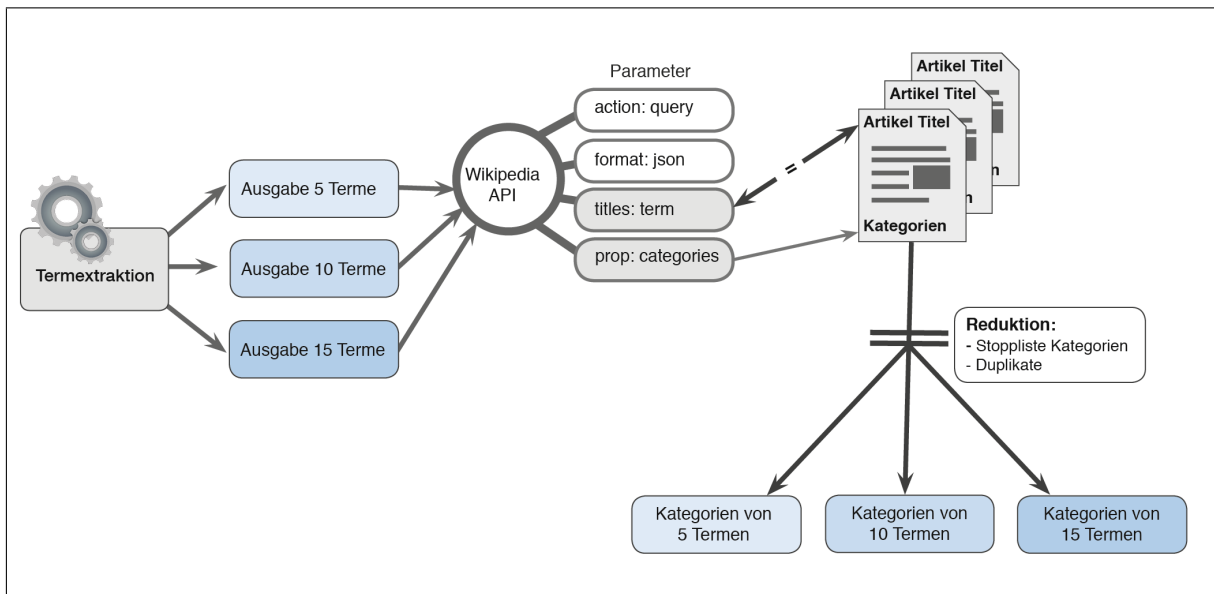 Termextraktion
Ausgabe 5 Terme
Ausgabe 10 Terme
Ausgabe 15 Terme
Wikipedia
API
Parameter
action: query
format: json
titles: term
prop: categories
Artikel Titel
Artikel Titel
Artikel Titel
n
n
Kategorien
Reduktion:
- Stoppliste Kategorien
- Duplikate
Kategorien von
5 Termen
Kategorien von
10 Termen
Kategorien von
15 Termen